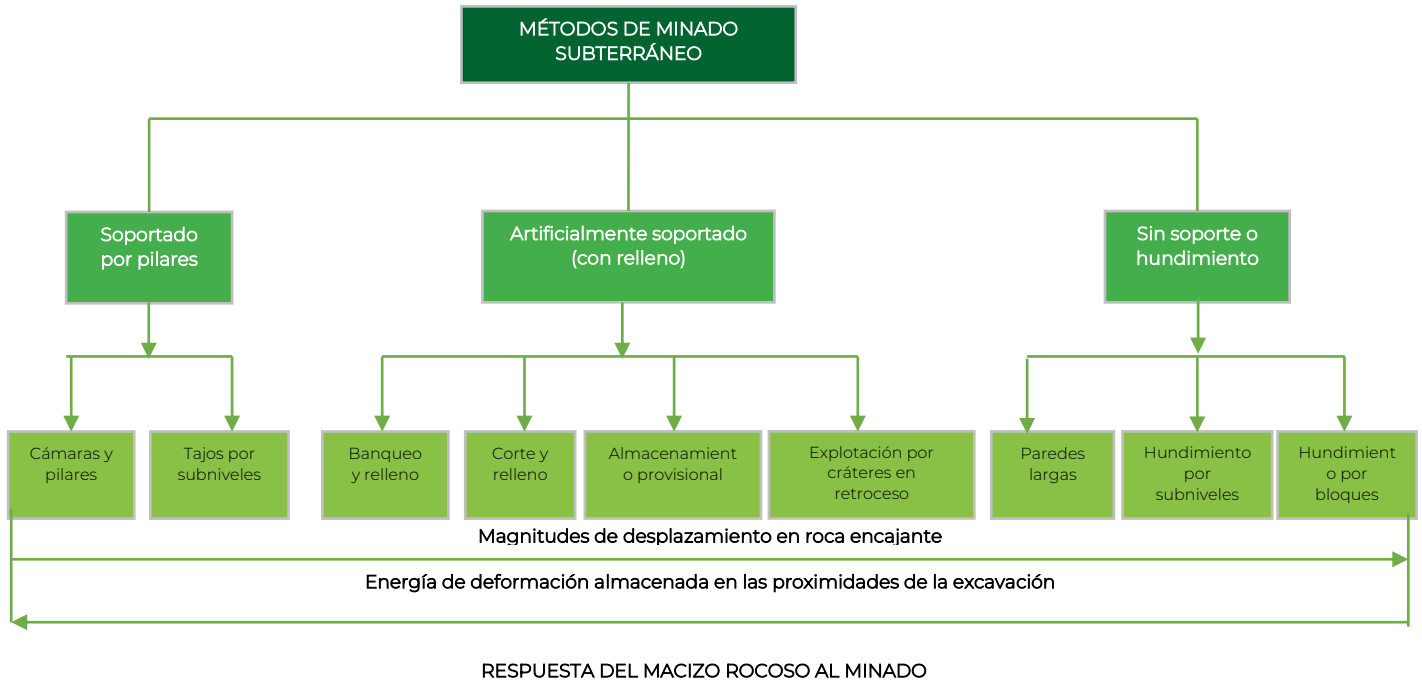 MÉTODOS DE MINADO
SUBTERRÁNEO
Soportado
por pilares
Artificialmente soportado
(con relleno)
Sin soporte o
hundimiento
Cámaras y
pilares
Tajos por
subniveles
Banqueo
y relleno
Corte y
relleno
Almacenamient
o provisional
Explotación por
cráteres en
retroceso
Paredes
largas
Hundimiento
por
subniveles
Hundimient
o por
bloques
Magnitudes de desplazamiento en roca encajante
Energía de deformación almacenada en las proximidades de la excavación
RESPUESTA DEL MACIZO ROCOSO AL MINADO